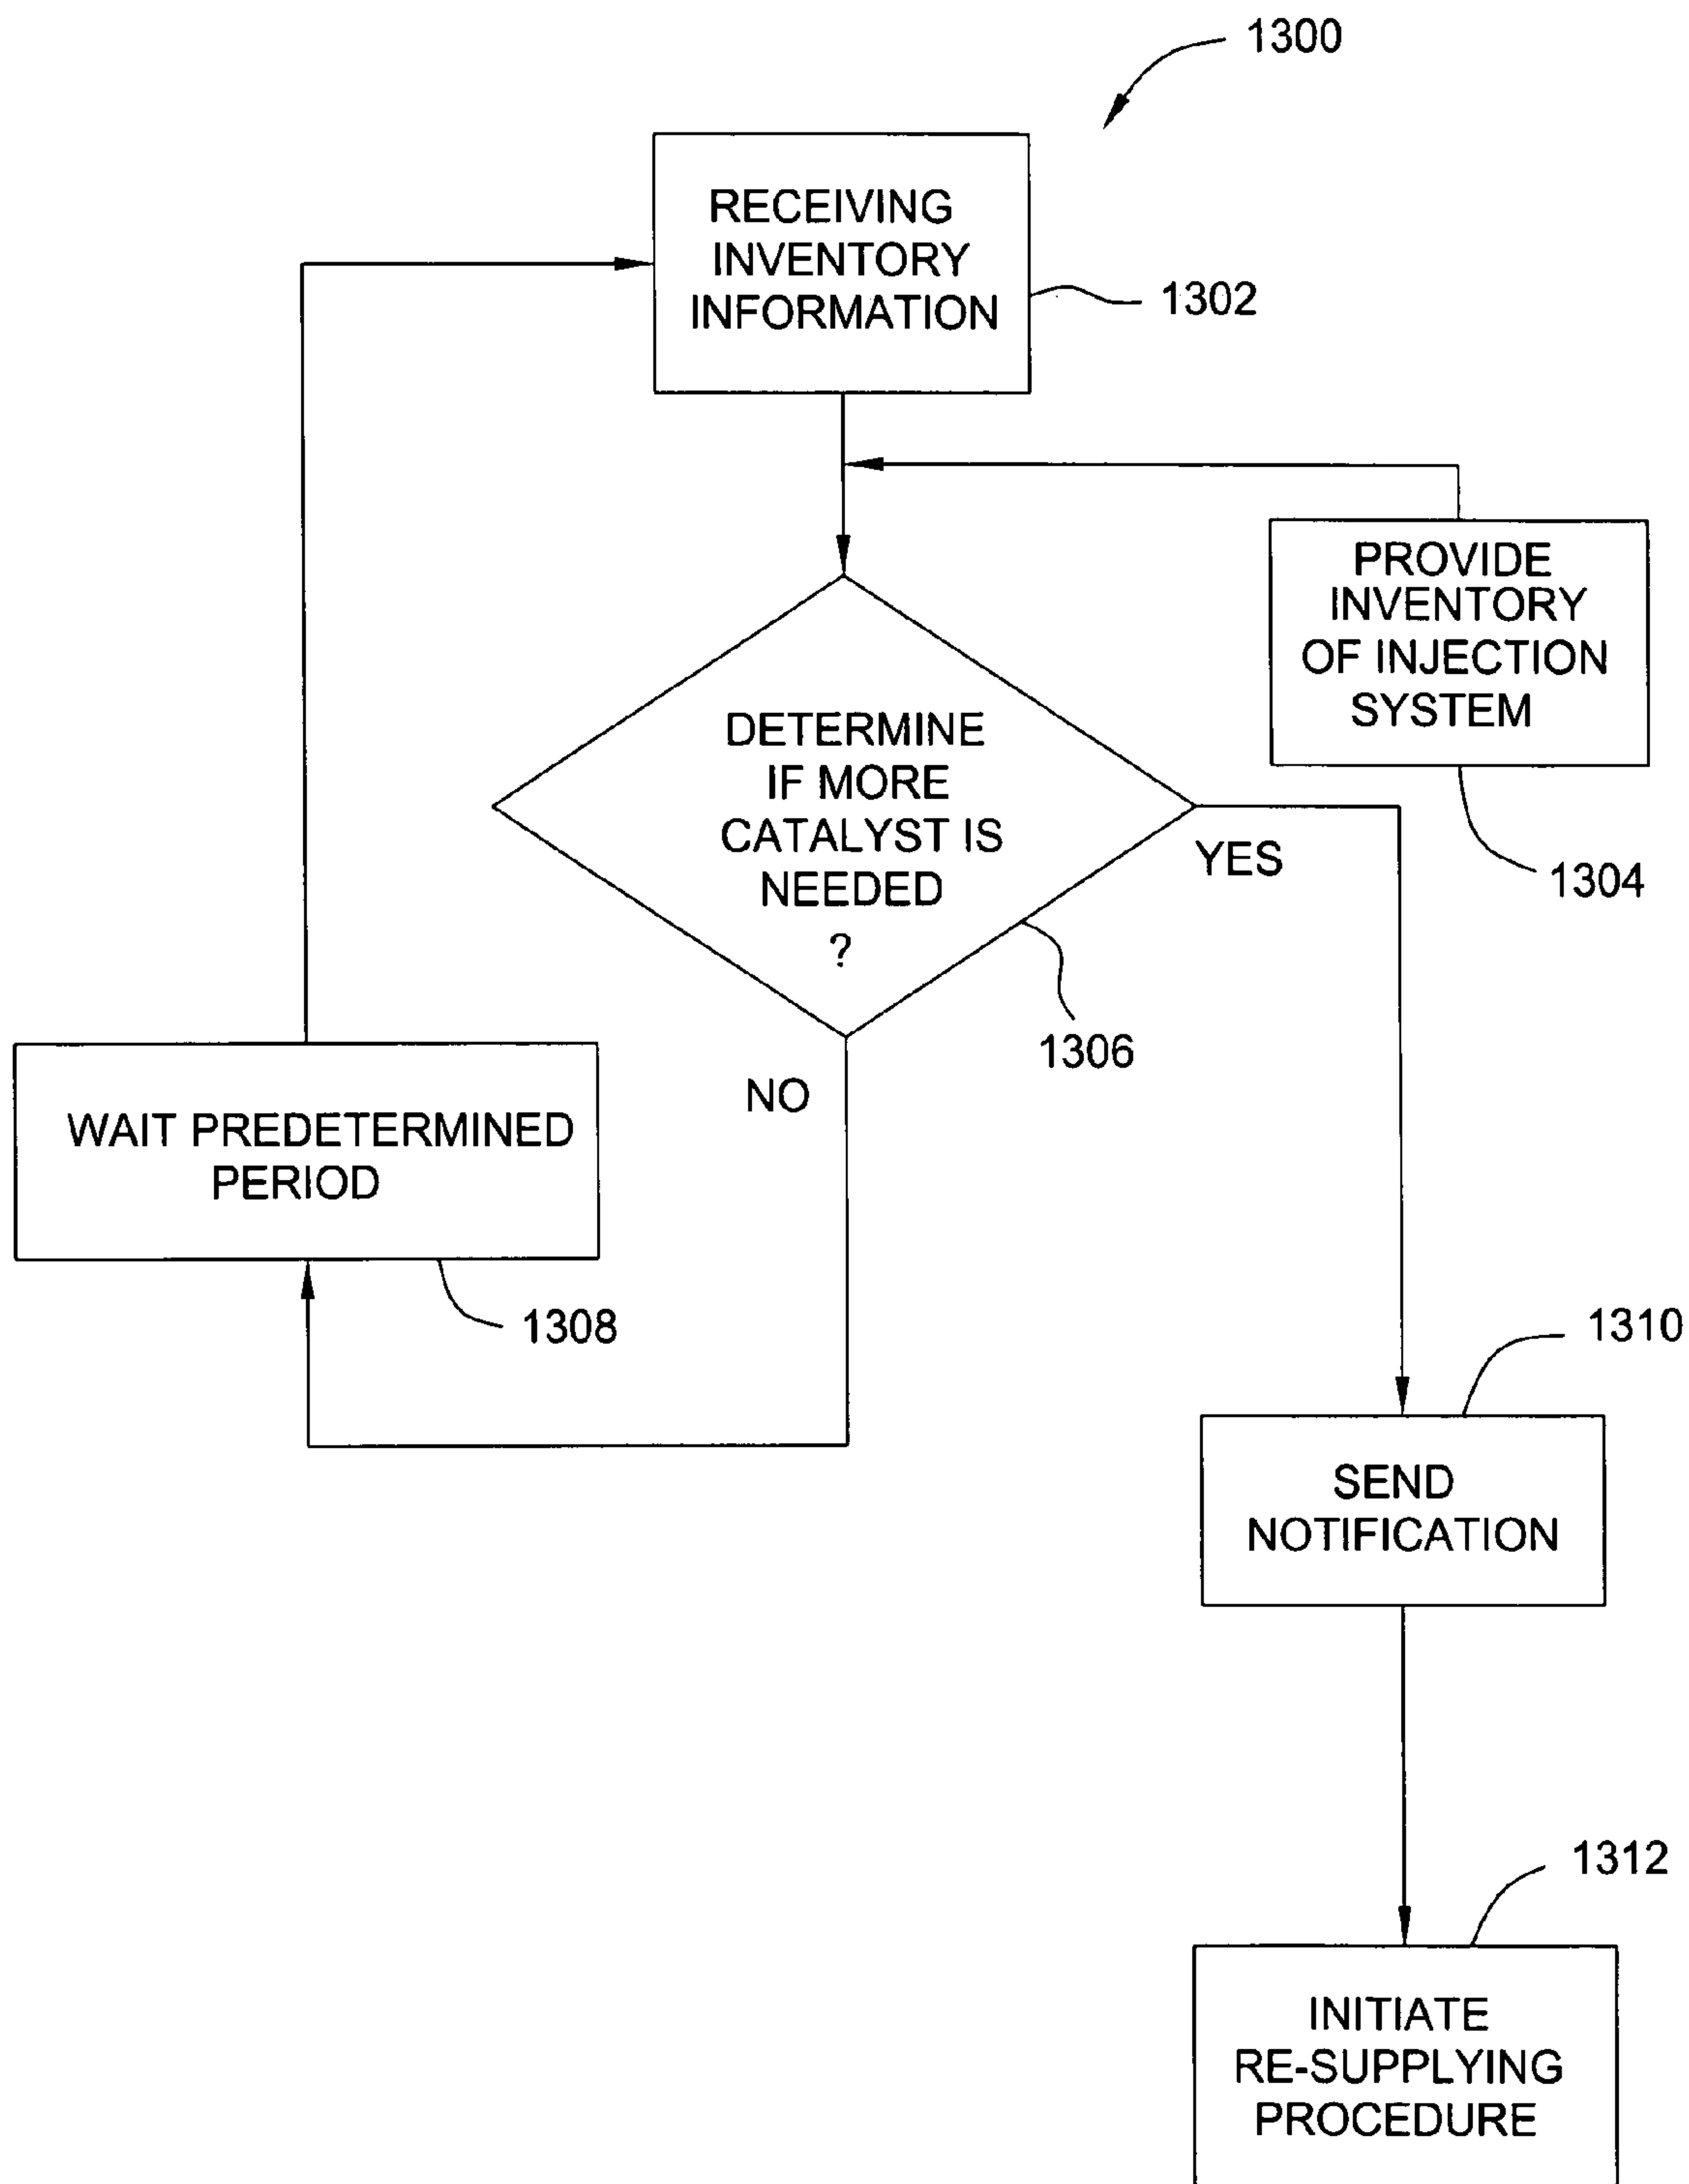 1300
RECEIVING
INVENTORY
INFORMATION
1302
PROVIDE
INVENTORY
OF INJECTION
SYSTEM
1304
DETERMINE
IF MORE
CATALYST IS
NEEDED
?
YES
1306
NO
WAIT PREDETERMINED
PERIOD
1308
1310
SEND
NOTIFICATION
1312
INITIATE
RE-SUPPLYING
PROCEDURE